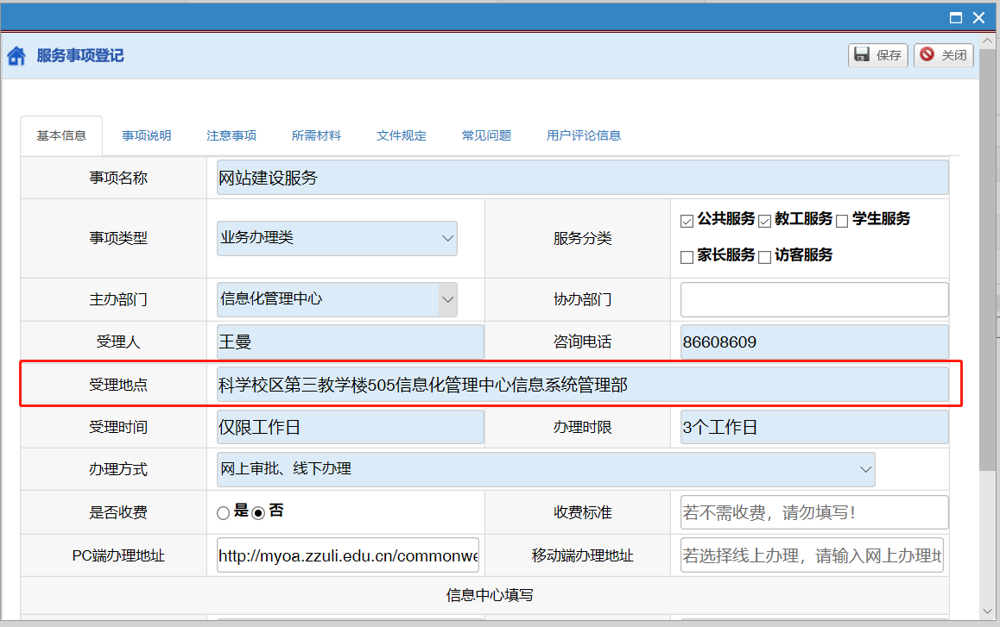 服务事项登记
保存
关闭
基本信息 事项说明 注意事项 所需材料 文件规定 常见问题 用户评论信息
事项名称 网站建设服务
事项类型 业务办理类 服务分类 公共服务 教工服务 学生服务
家长服务 访客服务
主办部门 信息化管理中心 协办部门
受理人 王曼 咨询电话 86608609
受理地点 科学校区第三教学楼505信息化管理中心信息系统管理部
受理时间 仅限工作日 办理时限 3个工作日
办理方式 网上审批、线下办理
是否收费 是 否 收费标准 若不需收费，请勿填写！
PC端办理地址 http://myoa.zzuli.edu.cn/commonwe 移动端办理地址 若选择线上办理，请输入网上办理地
信息中心填写